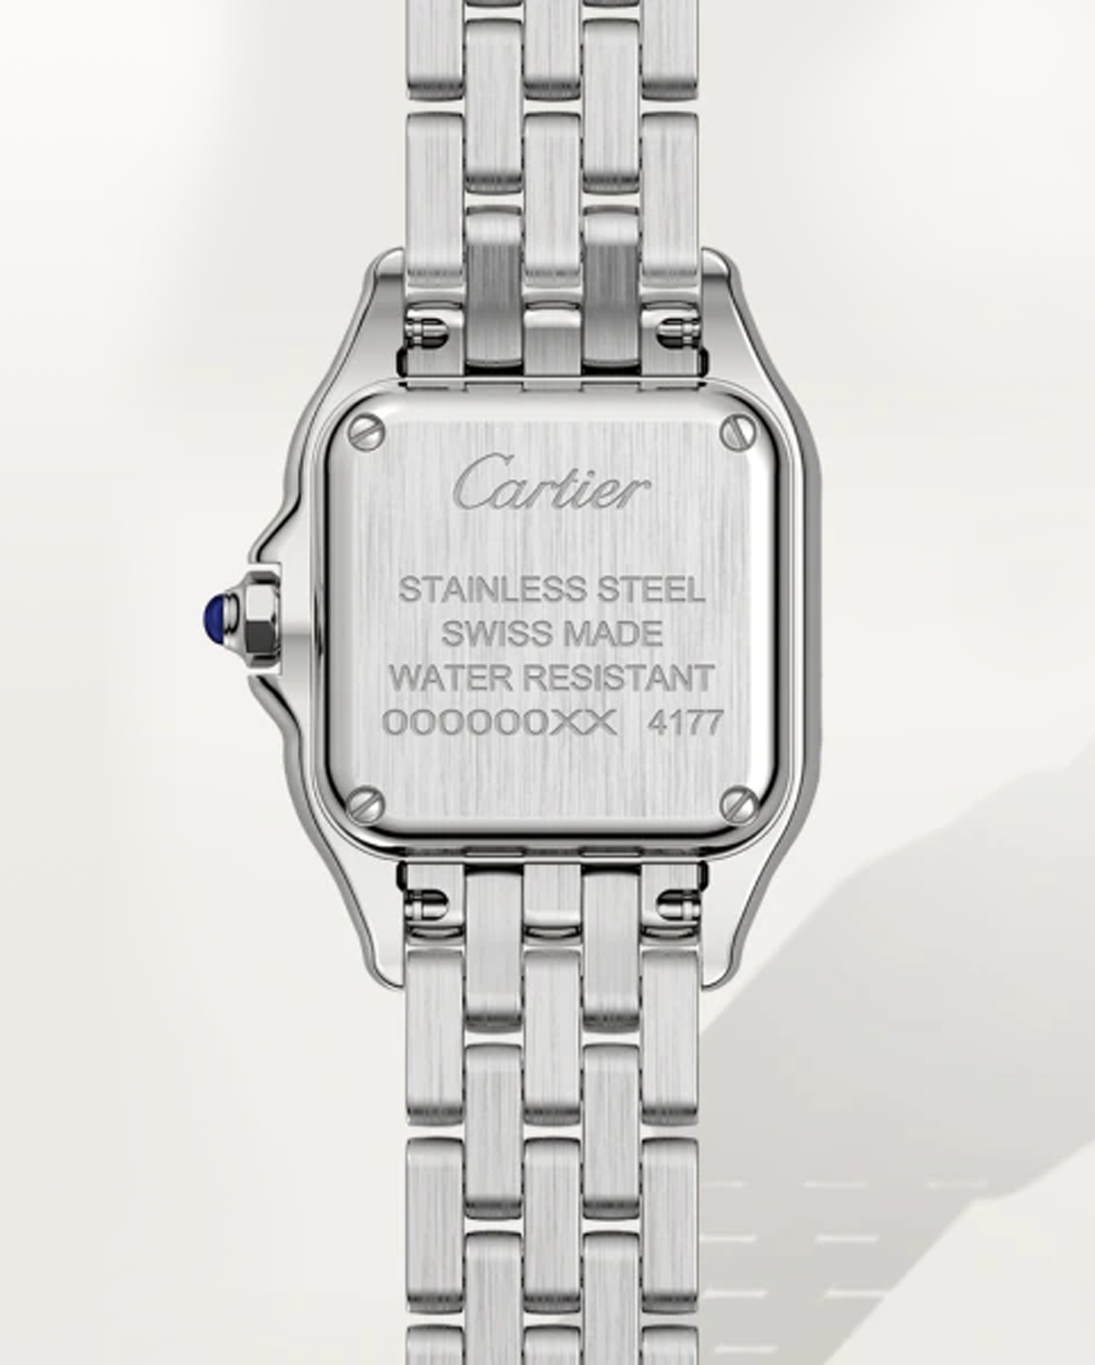 Cartier
STAINLESS STEEL
SWISS MADE
WATER RESISTANT
000000XX 4177